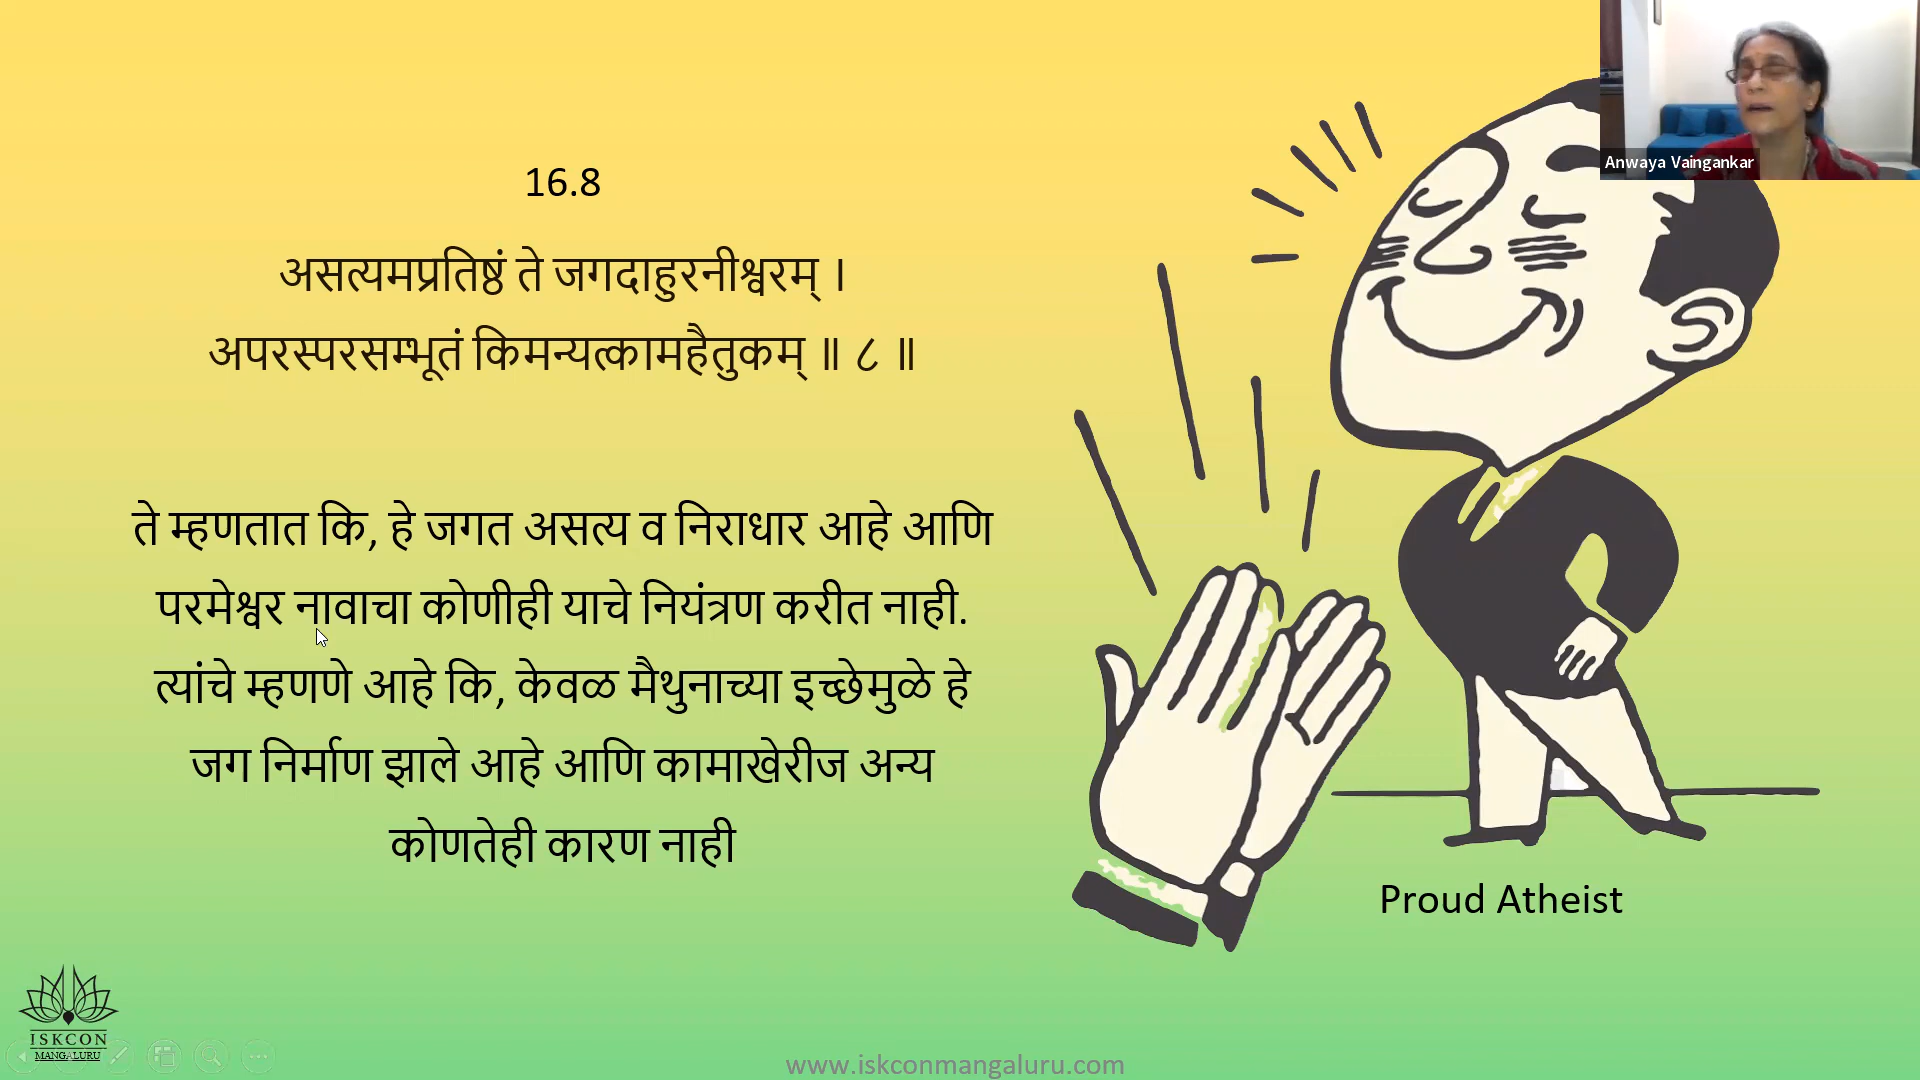 16.8
असत्यमप्रतिष्ठं ते जगदाहुरनीश्वरम् ।
अपरस्परसम्भूतं किमन्यत्कामहैतुकम् ॥ ८ ॥
ते म्हणतात कि, हे जगत असत्य व निराधार आहे आणि
परमेश्वर नावाचा कोणीही याचे नियंत्रण करीत नाही.
त्यांचे म्हणणे आहे कि, केवळ मैथुनाच्या इच्छेमुळे हे
जग निर्माण झाले आहे आणि कामाखेरीज अन्य
कोणतेही कारण नाही
Anwaya Vaingankar
Proud Atheist
ISKCON
MANGALURU
www.iskconmangaluru.com